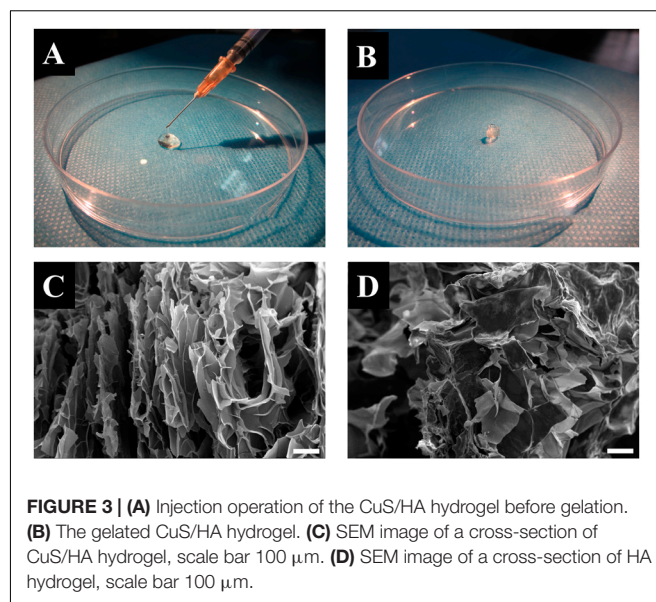 A
B
C
D
FIGURE 3 | (A) Injection operation of the CuS/HA hydrogel before gelation.
(B) The gelated CuS/HA hydrogel. (C) SEM image of a cross-section of
CuS/HA hydrogel, scale bar 100 μm. (D) SEM image of a cross-section of HA
hydrogel, scale bar 100 μm.